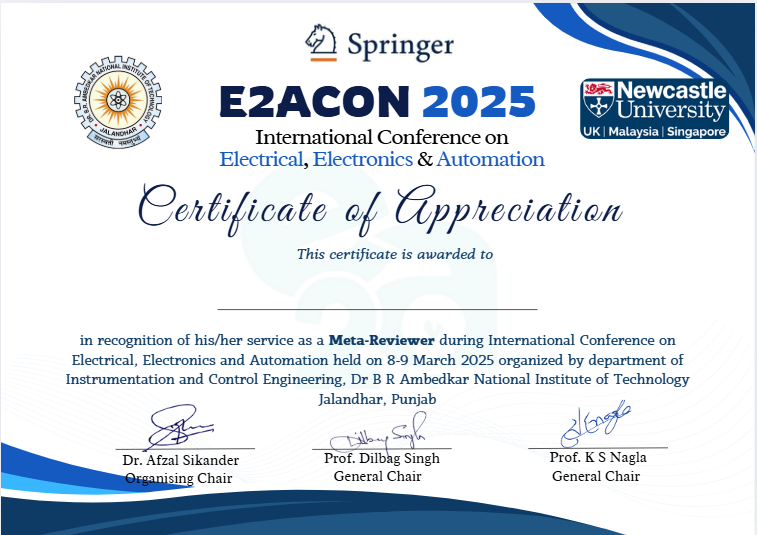 Springer
DR. B.R. AMBEDKAR NATIONAL INSTITUTE OF TECHNOLOGY
JALANDHAR
E2ACON 2025
Newcastle
University
UK | Malaysia | Singapore
International Conference on
Electrical, Electronics & Automation
Certificate of Appreciation
This certificate is awarded to
in recognition of his/her service as a Meta-Reviewer during International Conference on
Electrical, Electronics and Automation held on 8-9 March 2025 organized by department of
Instrumentation and Control Engineering, Dr B R Ambedkar National Institute of Technology
Jalandhar, Punjab
Dilbag Singh
Dr. Afzal Sikander
Organising Chair
Prof. Dilbag Singh
General Chair
Prof. K S Nagla
General Chair